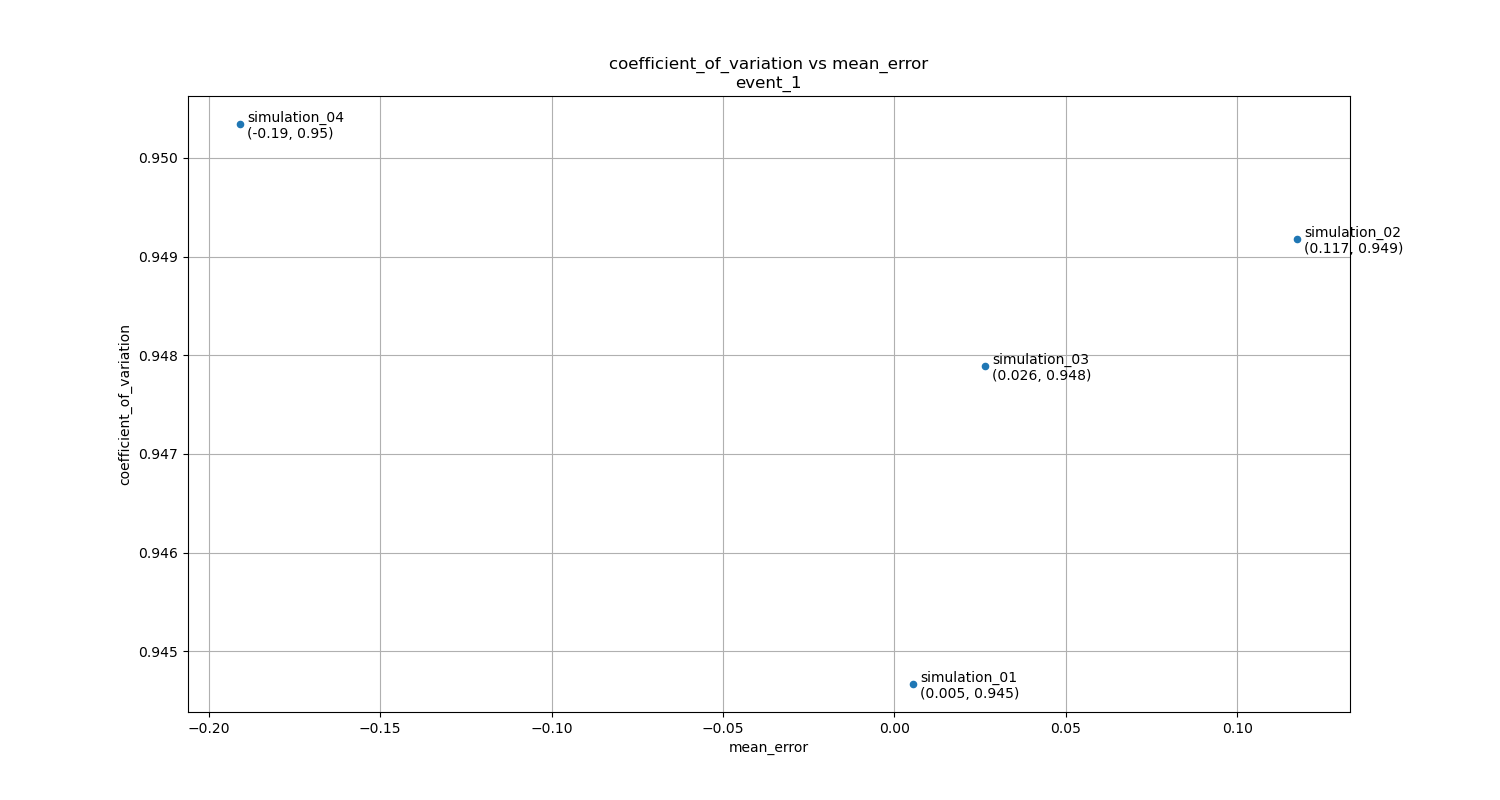 coefficient_of_variation vs mean_error
event_1
simulation_04
(-0.19, 0.95)
0.950
simulation_02
(0.117, 0.949)
0.949
simulation_03
(0.026, 0.948)
0.948
coefficient_of_variation
0.947
0.946
0.945
simulation_01
(0.005, 0.945)
−0.20
−0.15
−0.10
−0.05
0.00
0.05
0.10
mean_error